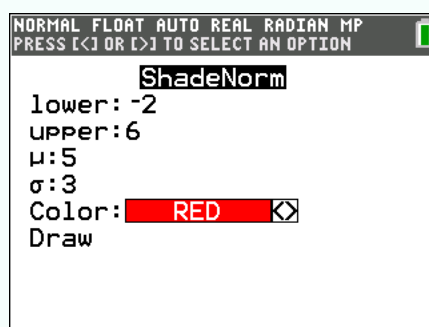 NORMAL FLOAT AUTO REAL RADIAN MP
PRESS [<] OR [>] TO SELECT AN OPTION
ShadeNorm
lower:-2
upper:6
μ:5
σ:3
Color: RED <>
Draw